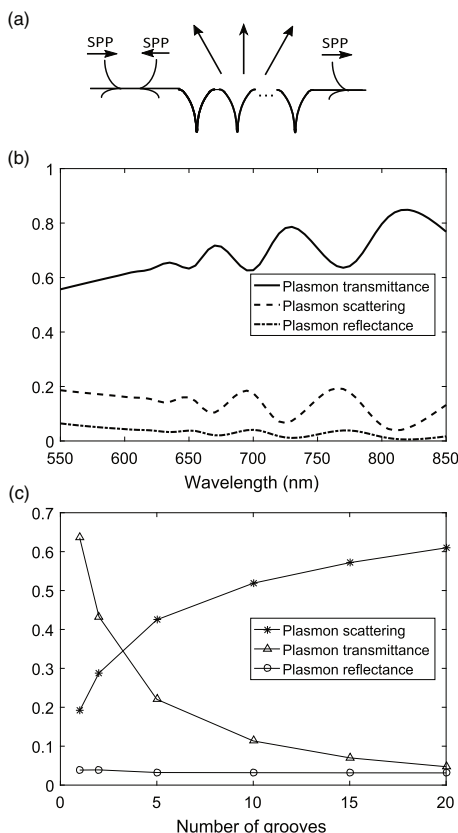 (a)
SPP SPP SPP
...
(b)
1
0.8
0.6
0.4
0.2
0
Plasmon transmittance
Plasmon scattering
Plasmon reflectance
550 600 650 700 750 800 850
Wavelength (nm)
(c)
0.7
0.6
0.5
0.4
0.3
0.2
0.1
0
Plasmon scattering
Plasmon transmittance
Plasmon reflectance
0 5 10 15 20
Number of grooves